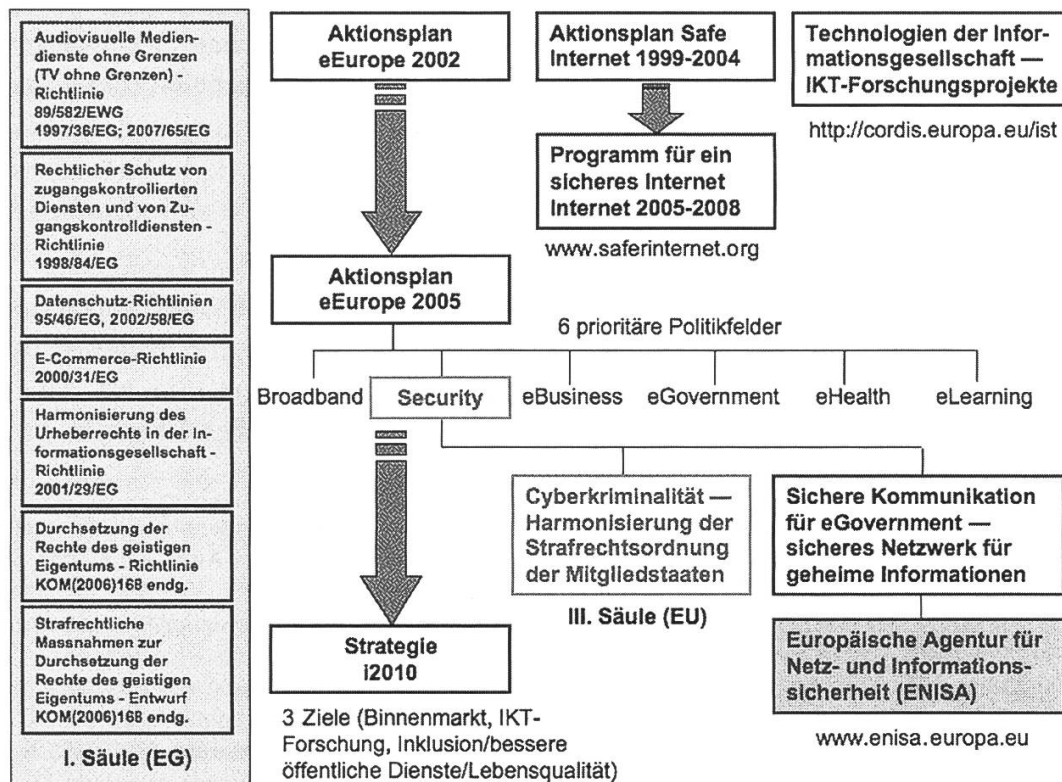 Audiovisuelle Medien-
dienste ohne Grenzen
(TV ohne Grenzen) -
Richtlinie
89/582/EWG
1997/36/EG; 2007/65/EG
Rechtlicher Schutz von
zugangskontrollierten
Diensten und von Zu-
gangskontrolldiensten -
Richtlinie
1998/84/EG
Datenschutz-Richtlinien
95/46/EG, 2002/58/EG
E-Commerce-Richtlinie
2000/31/EG
Harmonisierung des
Urheberrechts in der In-
formationsgesellschaft -
Richtlinie
2001/29/EG
Durchsetzung der
Rechte des geistigen
Eigentums - Richtlinie
KOM(2006)168 endg.
Strafrechtliche
Massnahmen zur
Durchsetzung der
Rechte des geistigen
Eigentums - Entwurf
KOM(2006)168 endg.
I. Säule (EG)
Aktionsplan
eEurope 2002
Aktionsplan Safe
Internet 1999-2004
Technologien der Infor-
mationsgesellschaft —
IKT-Forschungsprojekte
http://cordis.europa.eu/ist
Programm für ein
sicheres Internet
Internet 2005-2008
www.saferinternet.org
Aktionsplan
eEurope 2005
6 prioritäre Politikfelder
Broadband
Security
eBusiness
eGovernment
eHealth
eLearning
Cyberkriminalität —
Harmonisierung der
Strafrechtsordnung
der Mitgliedstaaten
III. Säule (EU)
Sichere Kommunikation
für eGovernment —
sicheres Netzwerk für
geheime Informationen
Europäische Agentur für
Netz- und Informations-
sicherheit (ENISA)
www.enisa.europa.eu
Strategie
i2010
3 Ziele (Binnenmarkt, IKT-
Forschung, Inklusion/bessere
öffentliche Dienste/Lebensqualität)